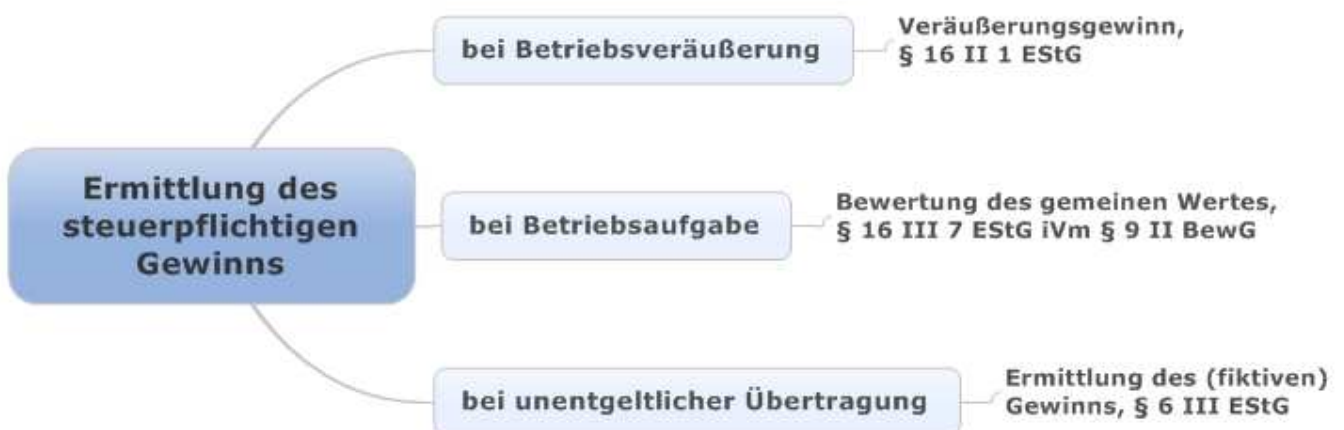 Ermittlung des
steuerpflichtigen
Gewinns
bei Betriebsveräußerung
Veräußerungsgewinn,
§ 16 II 1 EStG
bei Betriebsaufgabe
Bewertung des gemeinen Wertes,
§ 16 III 7 EStG iVm § 9 II BewG
bei unentgeltlicher Übertragung
Ermittlung des (fiktiven)
Gewinns, § 6 III EStG